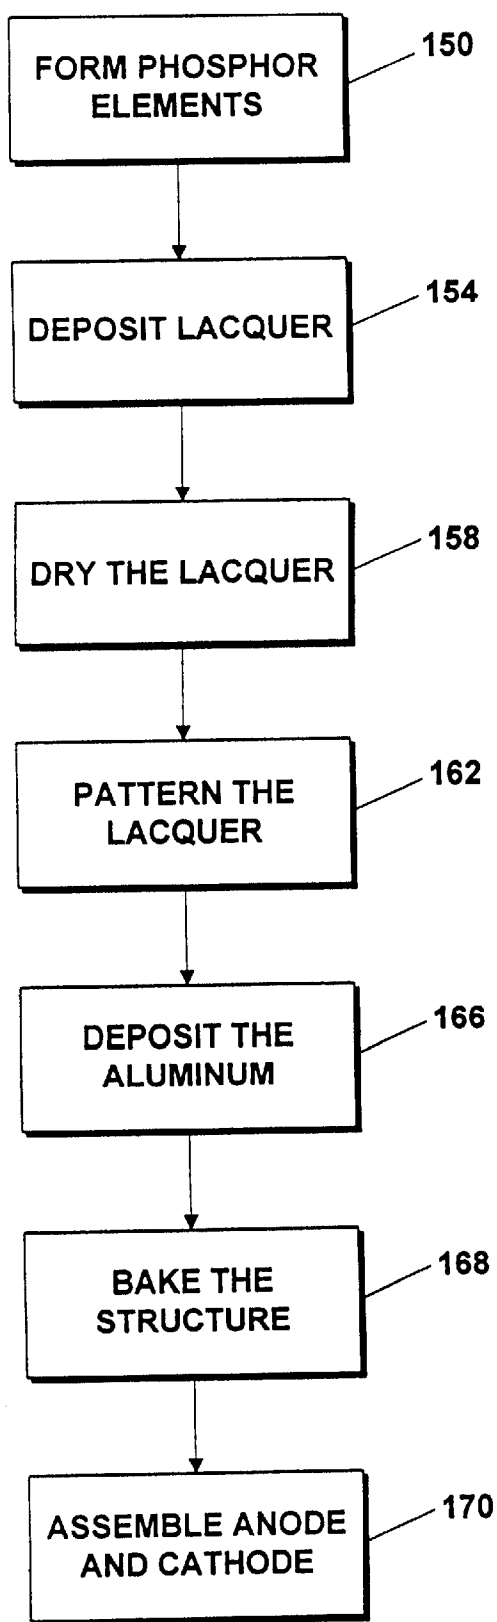 FORM PHOSPHOR
ELEMENTS
150
DEPOSIT LACQUER
154
DRY THE LACQUER
158
PATTERN THE
LACQUER
162
DEPOSIT THE
ALUMINUM
166
BAKE THE
STRUCTURE
168
ASSEMBLE ANODE
AND CATHODE
170